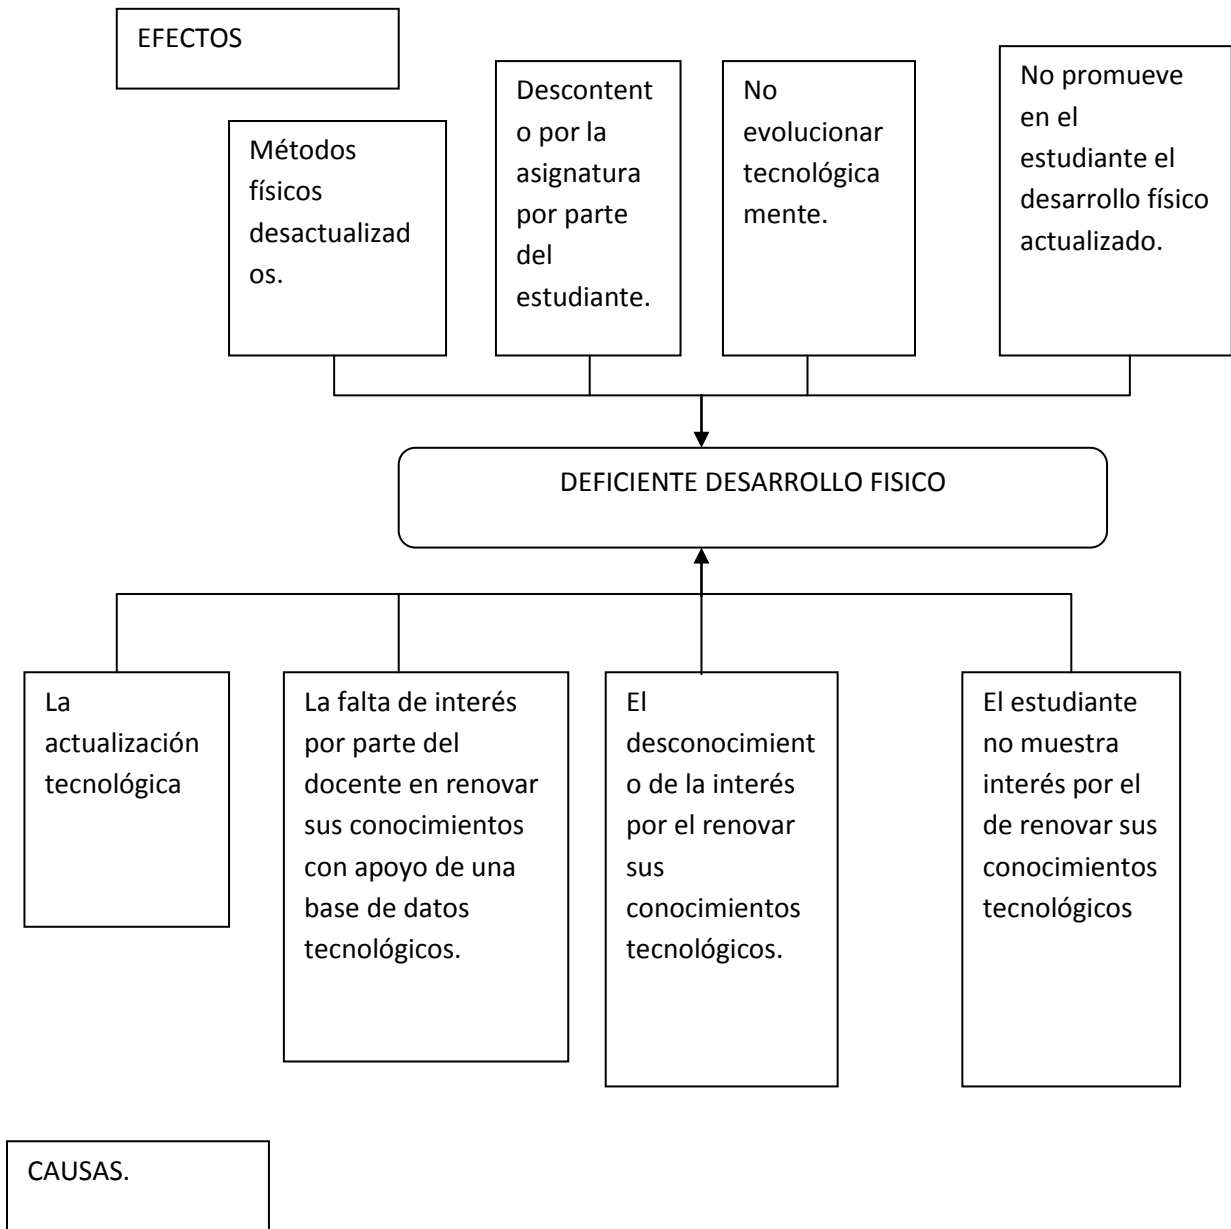 EFECTOS
Métodos
físicos
desactualizad
os.
Descontent
o por la
asignatura
por parte
del
estudiante.
No
evolucionar
tecnológica
mente.
No promueve
en el
estudiante el
desarrollo físico
actualizado.
DEFICIENTE DESARROLLO FISICO
La
actualización
tecnológica
La falta de interés
por parte del
docente en renovar
sus conocimientos
con apoyo de una
base de datos
tecnológicos.
El
desconocimient
o de la interés
por el renovar
sus
conocimientos
tecnológicos.
El estudiante
no muestra
interés por el
de renovar sus
conocimientos
tecnológicos
CAUSAS.